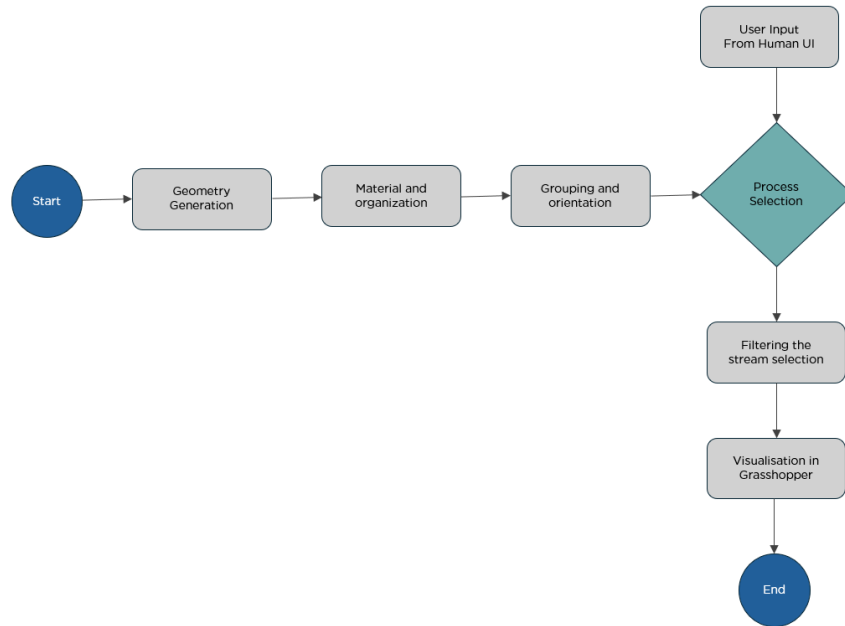 User Input
From Human UI
Start
Geometry
Generation
Material and
organization
Grouping and
orientation
Process
Selection
Filtering the
stream selection
Visualisation in
Grasshopper
End